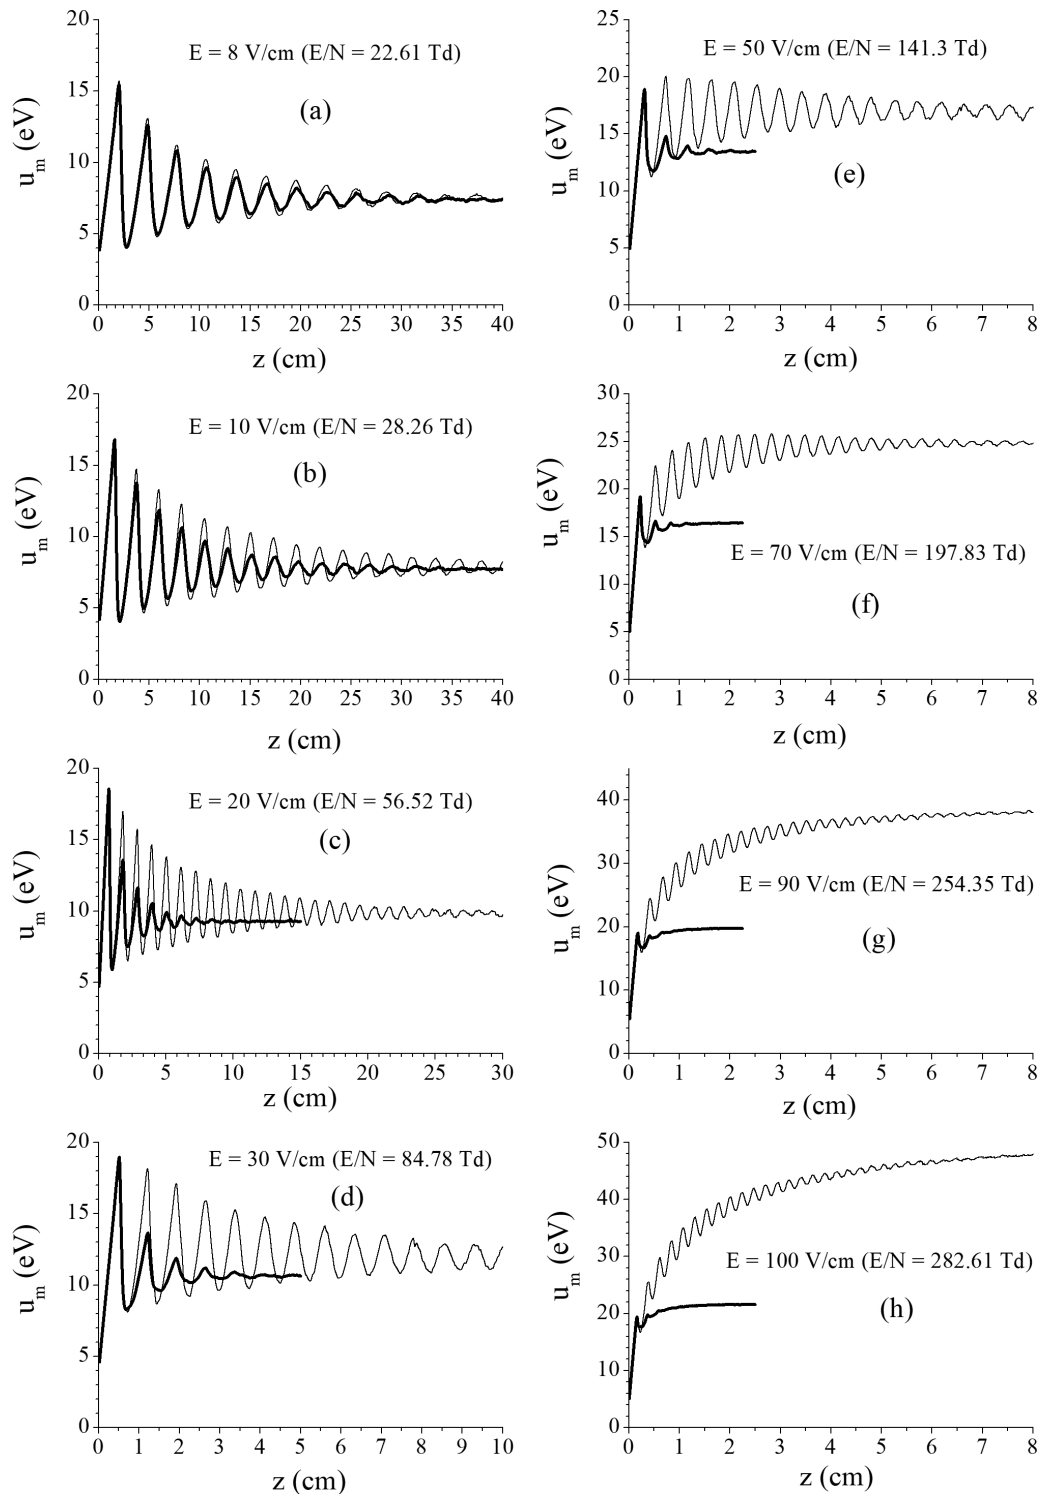 20
15
10
5
0
u_m (eV)
E = 8 V/cm (E/N = 22.61 Td)
(a)
0 5 10 15 20 25 30 35 40
z (cm)
25
20
15
10
5
0
u_m (eV)
E = 50 V/cm (E/N = 141.3 Td)
(e)
0 1 2 3 4 5 6 7 8
z (cm)
20
15
10
5
0
u_m (eV)
E = 10 V/cm (E/N = 28.26 Td)
(b)
0 5 10 15 20 25 30 35 40
z (cm)
30
25
20
15
10
5
0
u_m (eV)
E = 70 V/cm (E/N = 197.83 Td)
(f)
0 1 2 3 4 5 6 7 8
z (cm)
20
15
10
5
0
u_m (eV)
E = 20 V/cm (E/N = 56.52 Td)
(c)
0 5 10 15 20 25 30
z (cm)
40
30
20
10
0
u_m (eV)
E = 90 V/cm (E/N = 254.35 Td)
(g)
0 1 2 3 4 5 6 7 8
z (cm)
20
15
10
5
0
u_m (eV)
E = 30 V/cm (E/N = 84.78 Td)
(d)
0 1 2 3 4 5 6 7 8 9 10
z (cm)
50
40
30
20
10
0
u_m (eV)
E = 100 V/cm (E/N = 282.61 Td)
(h)
0 1 2 3 4 5 6 7 8
z (cm)